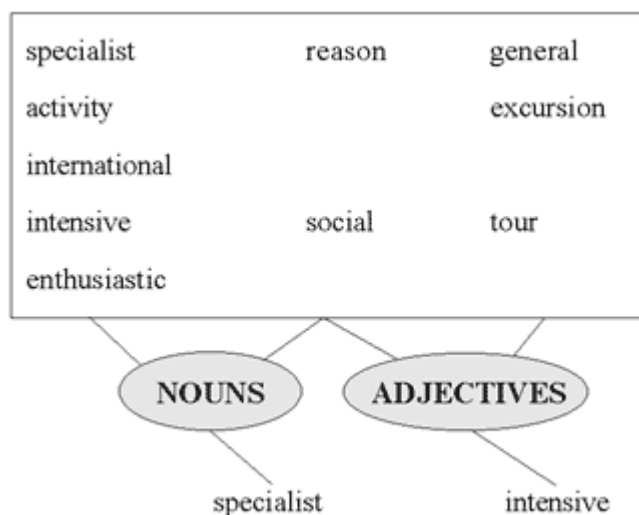 specialist reason general
activity excursion
international
intensive social tour
enthusiastic
NOUNS ADJECTIVES
specialist intensive